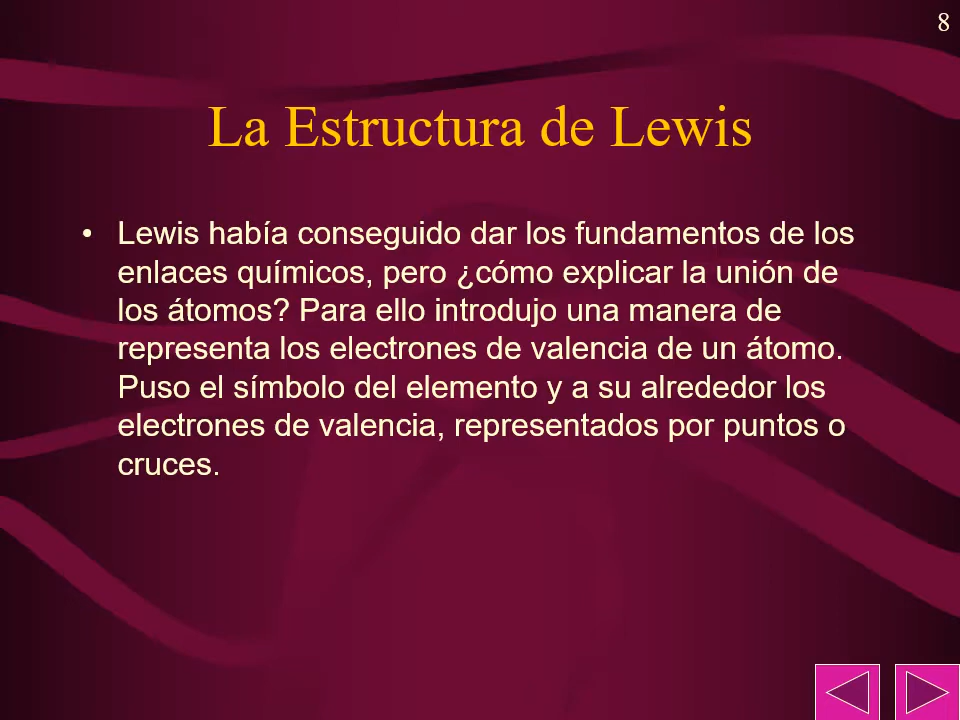 8
La Estructura de Lewis
• Lewis había conseguido dar los fundamentos de los
enlaces químicos, pero ¿cómo explicar la unión de
los átomos? Para ello introdujo una manera de
representa los electrones de valencia de un átomo.
Puso el símbolo del elemento y a su alrededor los
electrones de valencia, representados por puntos o
cruces.